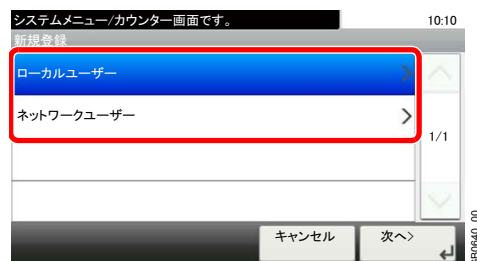 システムメニュー/カウンター画面です。 10:10
新規登録
ローカルユーザー
ネットワークユーザー
1/1
キャンセル 次へ>